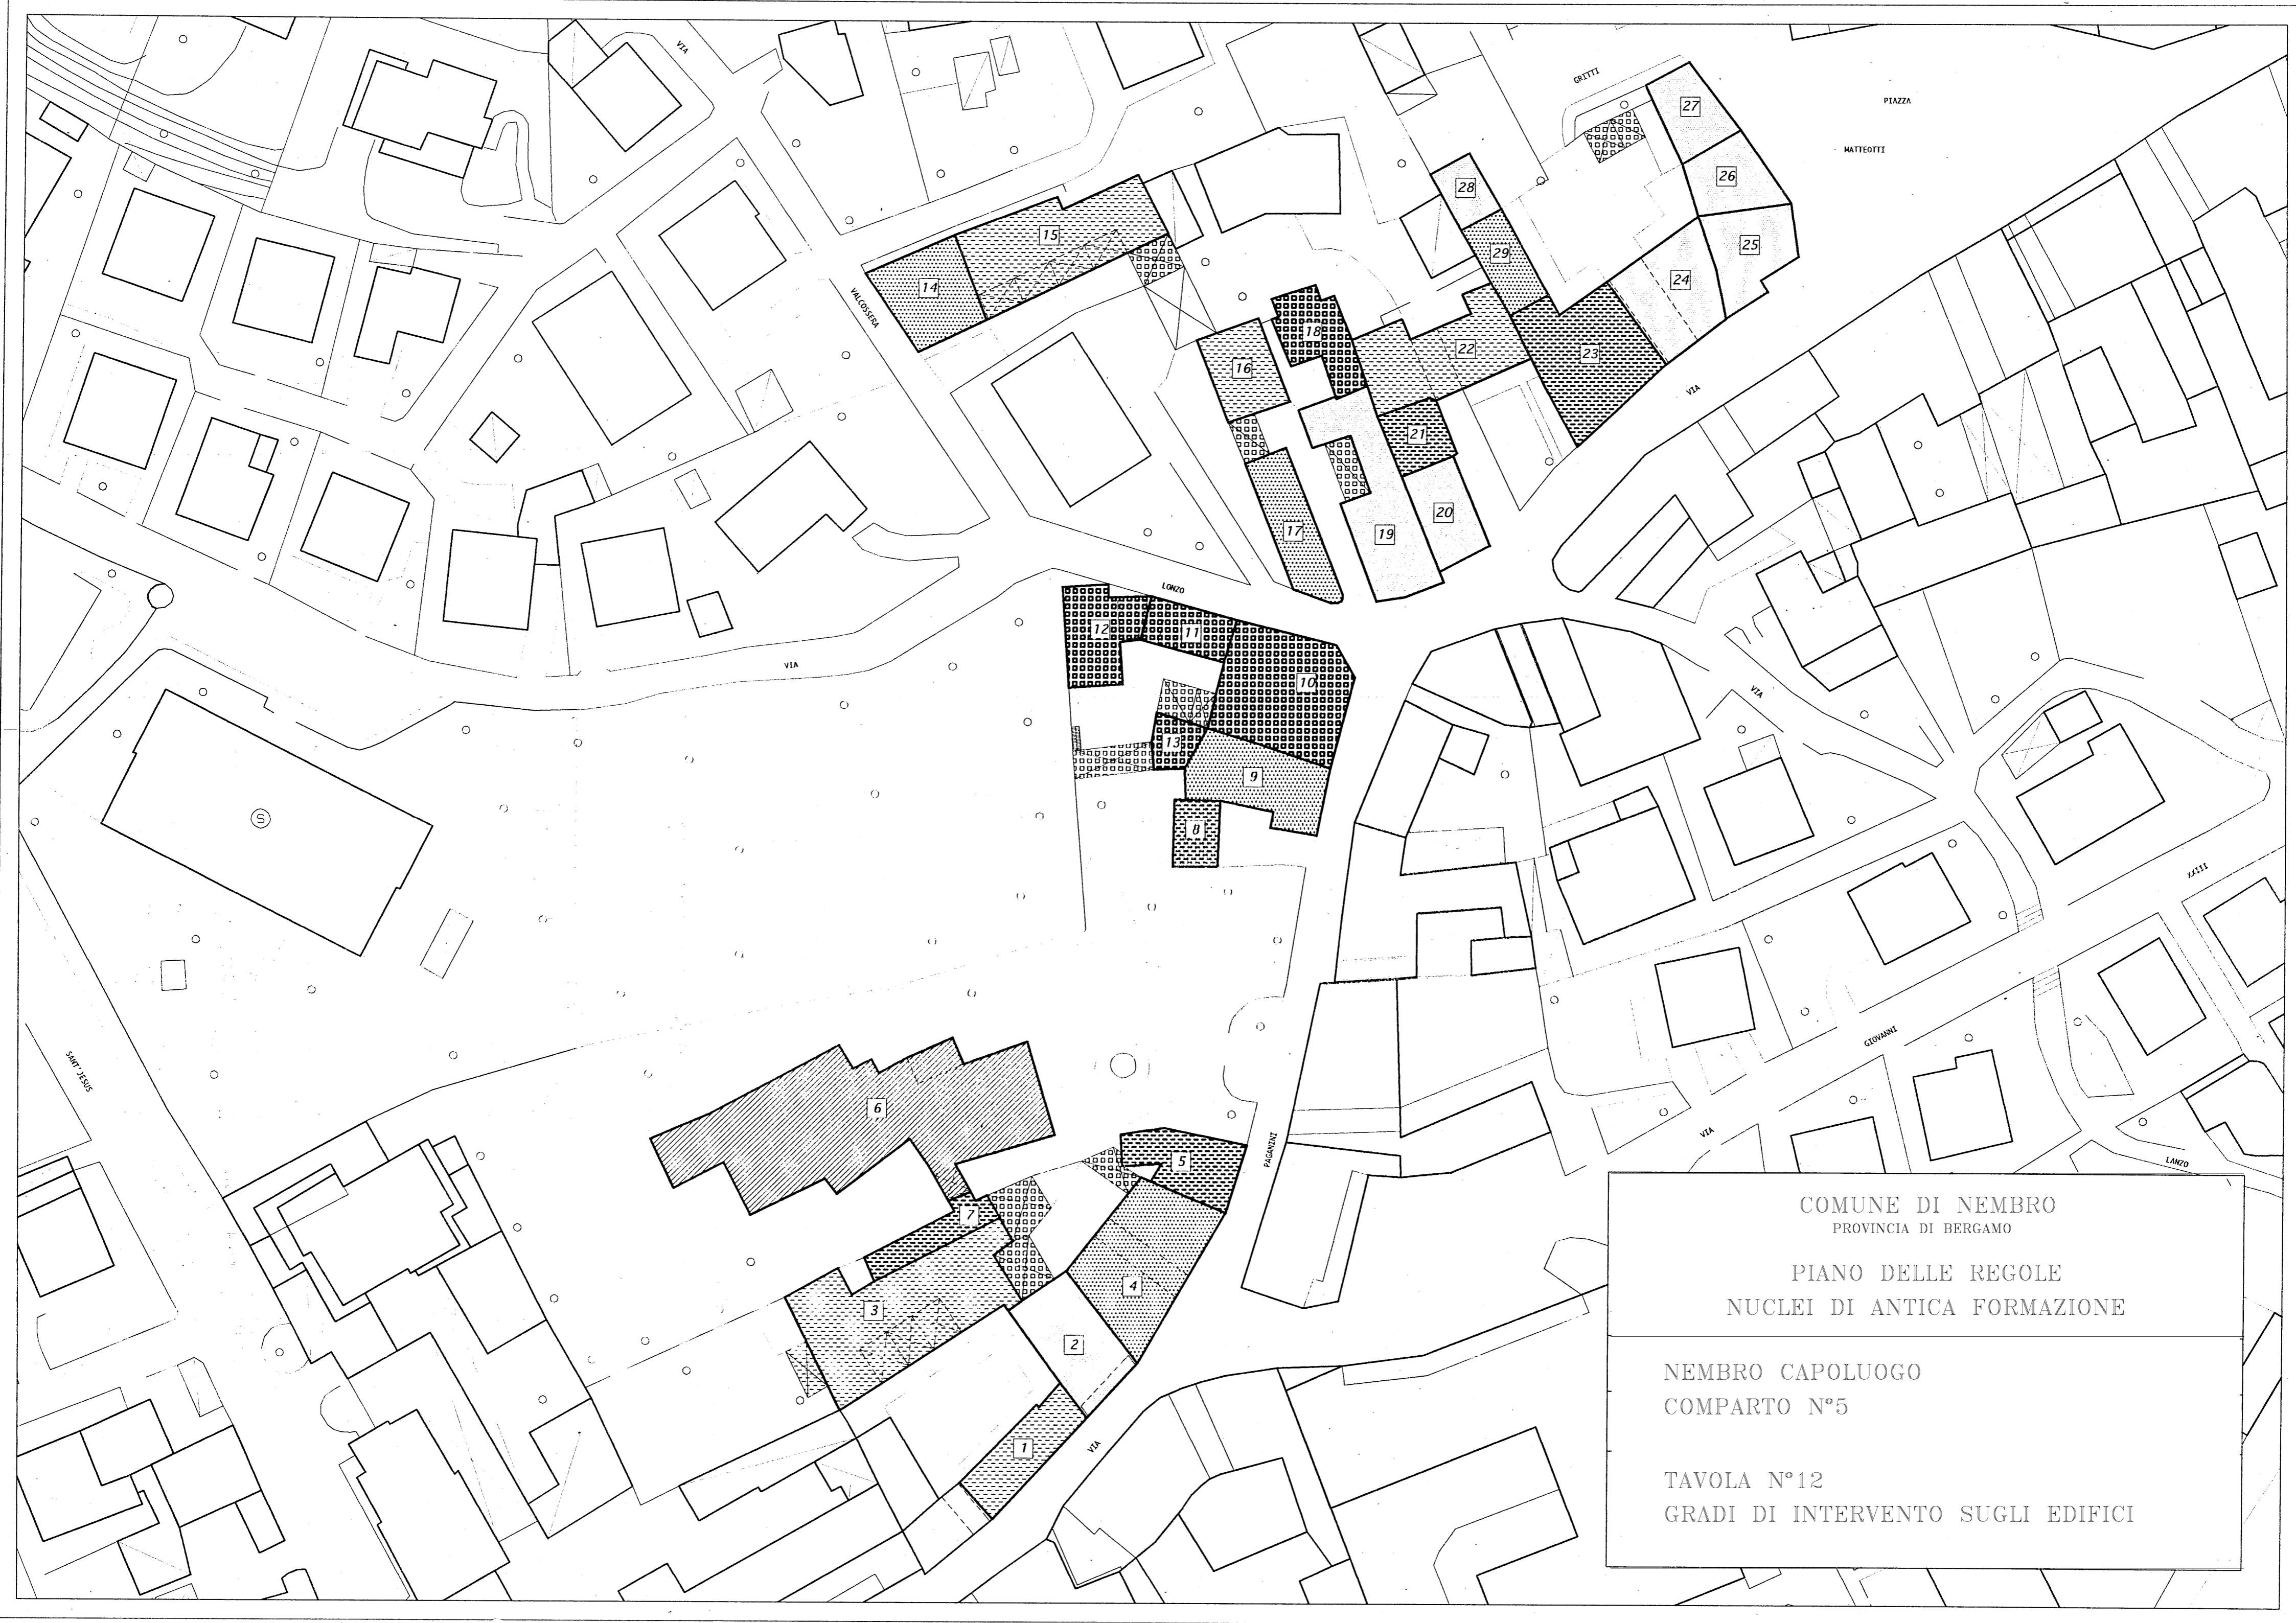 VIA
GRITTI
27
PIAZZA
MATTEOTTI
26
28
15
25
29
14
24
VALCOSSERA
18
22
23
16
VIA
21
20
17
19
LONZO
12
11
VIA
10
VIA
13
9
8
XXIII
S
GIOVANNI
SANT'JESUS
6
VIA
PAGANINI
5
LANZO
7
4
3
2
1
VIA
COMUNE DI NEMBRO
PROVINCIA DI BERGAMO
PIANO DELLE REGOLE
NUCLEI DI ANTICA FORMAZIONE
NEMBRO CAPOLUOGO
COMPARTO N°5
TAVOLA N°12
GRADI DI INTERVENTO SUGLI EDIFICI